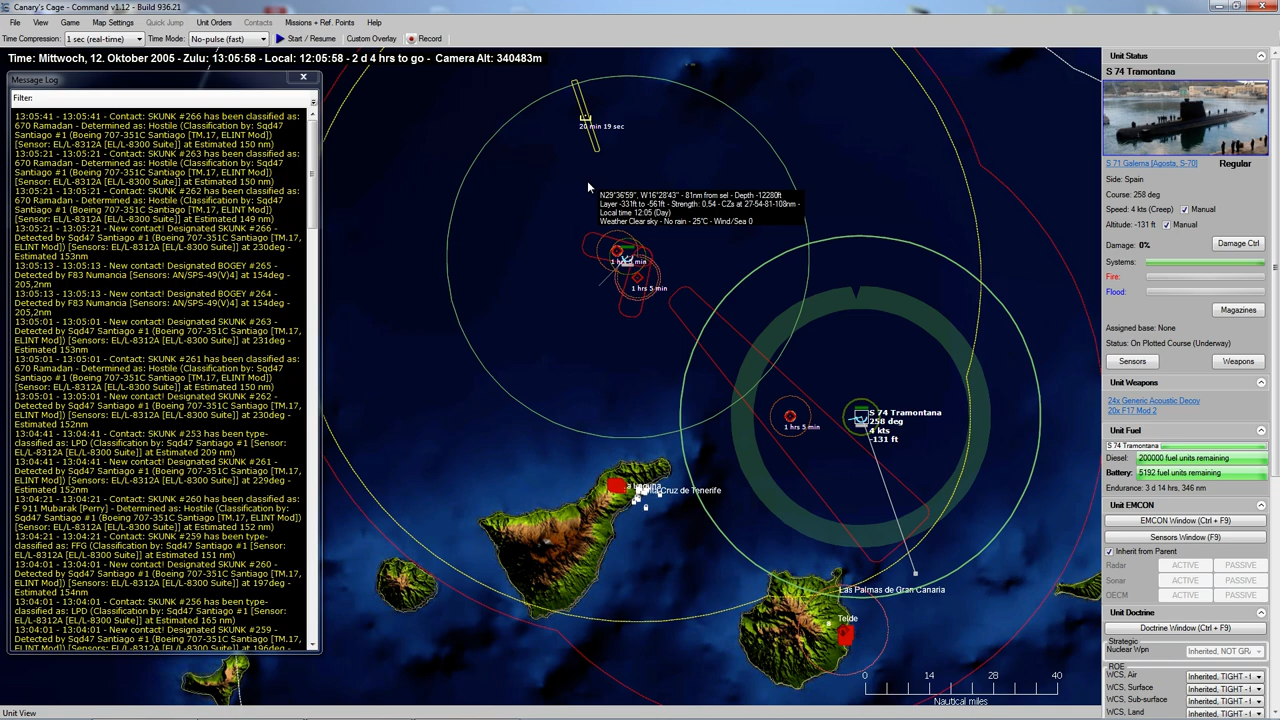 Canary's Cage - Command v1.12 - Build 936.21
File View Game Map Settings Quick Jump Unit Orders Contacts Missions + Ref. Points Help
Time Compression: 1 sec (real-time) Time Mode: No-pulse (fast) Start / Resume Custom Overlay Record
Time: Mittwoch, 12. Oktober 2005 - Zulu: 13:05:58 - Local: 12:05:58 - 2 d 4 hrs to go - Camera Alt: 340483m
Message Log
Filter:
13:05:41 - 13:05:41 - Contact: SKUNK #266 has been classified as:
670 Ramadan - Determined as: Hostile (Classification by: Sqd47
Santiago #1 (Boeing 707-351C Santiago [TM.17, ELINT Mod])
[Sensor: EL/L-8312A [EL/L-8300 Suite]] at Estimated 150 nm)
13:05:21 - 13:05:21 - Contact: SKUNK #263 has been classified as:
670 Ramadan - Determined as: Hostile (Classification by: Sqd47
Santiago #1 (Boeing 707-351C Santiago [TM.17, ELINT Mod])
[Sensor: EL/L-8312A [EL/L-8300 Suite]] at Estimated 150 nm)
13:05:21 - 13:05:21 - Contact: SKUNK #262 has been classified as:
670 Ramadan - Determined as: Hostile (Classification by: Sqd47
Santiago #1 (Boeing 707-351C Santiago [TM.17, ELINT Mod])
[Sensor: EL/L-8312A [EL/L-8300 Suite]] at Estimated 149 nm)
13:05:21 - 13:05:21 - New contact! Designated SKUNK #266 -
Detected by Sqd47 Santiago #1 (Boeing 707-351C Santiago [TM.17,
ELINT Mod]) [Sensors: EL/L-8312A [EL/L-8300 Suite]] at 230deg -
Estimated 153nm
13:05:13 - 13:05:13 - New contact! Designated BOGEY #265 -
Detected by F83 Numancia [Sensors: AN/SPS-49(V)4] at 154deg -
205,2nm
13:05:13 - 13:05:13 - New contact! Designated BOGEY #264 -
Detected by F83 Numancia [Sensors: AN/SPS-49(V)4] at 154deg -
205,2nm
13:05:01 - 13:05:01 - New contact! Designated SKUNK #263 -
Detected by Sqd47 Santiago #1 (Boeing 707-351C Santiago [TM.17,
ELINT Mod]) [Sensors: EL/L-8312A [EL/L-8300 Suite]] at 231deg -
Estimated 153nm
13:05:01 - 13:05:01 - Contact: SKUNK #261 has been classified as:
670 Ramadan - Determined as: Hostile (Classification by: Sqd47
Santiago #1 (Boeing 707-351C Santiago [TM.17, ELINT Mod])
[Sensor: EL/L-8312A [EL/L-8300 Suite]] at Estimated 150 nm)
13:05:01 - 13:05:01 - New contact! Designated SKUNK #262 -
Detected by Sqd47 Santiago #1 (Boeing 707-351C Santiago [TM.17,
ELINT Mod]) [Sensors: EL/L-8312A [EL/L-8300 Suite]] at 230deg -
Estimated 152nm
13:04:41 - 13:04:41 - Contact: SKUNK #253 has been type-
classified as: LPD (Classification by: Sqd47 Santiago #1 [Sensor:
EL/L-8312A [EL/L-8300 Suite]] at Estimated 209 nm)
13:04:41 - 13:04:41 - New contact! Designated SKUNK #261 -
Detected by Sqd47 Santiago #1 (Boeing 707-351C Santiago [TM.17,
ELINT Mod]) [Sensors: EL/L-8312A [EL/L-8300 Suite]] at 229deg -
Estimated 152nm
13:04:21 - 13:04:21 - Contact: SKUNK #260 has been classified as:
F 911 Mubarak [Perry] - Determined as: Hostile (Classification by:
Sqd47 Santiago #1 (Boeing 707-351C Santiago [TM.17, ELINT Mod])
[Sensor: EL/L-8312A [EL/L-8300 Suite]] at Estimated 152 nm)
13:04:21 - 13:04:21 - Contact: SKUNK #259 has been type-
classified as: FFG (Classification by: Sqd47 Santiago #1 [Sensor:
EL/L-8312A [EL/L-8300 Suite]] at Estimated 151 nm)
13:04:01 - 13:04:01 - New contact! Designated SKUNK #260 -
Detected by Sqd47 Santiago #1 (Boeing 707-351C Santiago [TM.17,
ELINT Mod]) [Sensors: EL/L-8312A [EL/L-8300 Suite]] at 197deg -
Estimated 154nm
13:04:01 - 13:04:01 - Contact: SKUNK #256 has been type-
classified as: LPD (Classification by: Sqd47 Santiago #1 [Sensor:
EL/L-8312A [EL/L-8300 Suite]] at Estimated 165 nm)
13:04:01 - 13:04:01 - New contact! Designated SKUNK #259 -
Detected by Sqd47 Santiago #1 (Boeing 707-351C Santiago [TM.17,
ELINT Mod]) [Sensors: EL/L-8312A [EL/L-8300 Suite]] at 196deg -
20 min 19 sec
N29°36'59", W16°28'43" - 81nm from sel - Depth -12280ft
Layer -331ft to -561ft - Strength: 0,54 - CZs at 27-54-81-108nm -
Local time 12:05 (Day)
Weather Clear sky - No rain - 25°C - Wind/Sea 0
1 hrs 5 min
1 hrs 5 min
S 74 Tramontana
258 deg
4 kts
-131 ft
Cruz de Tenerife
Las Palmas de Gran Canaria
Telde
0 14 28 40
Nautical miles
Unit Status
S 74 Tramontana
S 71 Galerna [Agosta, S-70] Regular
Side: Spain
Course: 258 deg
Speed: 4 kts (Creep) Manual
Altitude: -131 ft Manual
Damage: 0% Damage Ctrl
Systems:
Fire:
Flood:
Magazines
Assigned base: None
Status: On Plotted Course (Underway)
Sensors Weapons
Unit Weapons
24x Generic Acoustic Decoy
20x F17 Mod 2
Unit Fuel
S 74 Tramontana
Diesel: 200000 fuel units remaining
Battery: 5192 fuel units remaining
Endurance: 3 d 14 hrs, 346 nm
Unit EMCON
EMCON Window (Ctrl + F9)
Sensors Window (F9)
Inherit from Parent
Radar ACTIVE PASSIVE
Sonar ACTIVE PASSIVE
OECM ACTIVE PASSIVE
Unit Doctrine
Doctrine Window (Ctrl + F9)
Strategic
Nuclear Wpn Inherited, NOT GR
ROE
WCS, Air Inherited, TIGHT -
WCS, Surface Inherited, TIGHT -
WCS, Sub-surface Inherited, TIGHT -
WCS, Land Inherited, TIGHT -
Unit View